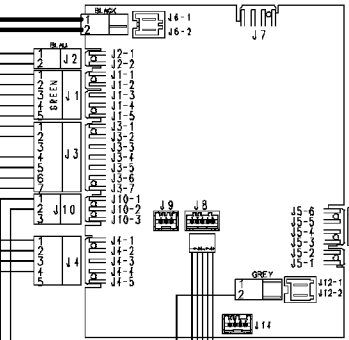 BLACK
1 J6-1
2 J6-2
J7
BLAU
1 J2-1
2 J2 J2-2
1 J1-1
2 J1-2
3 GREEN J1 J1-3
4 J1-4
5 J1-5
1 J3-1
2 J3-2
3 J3-3
4 J3 J3-4
5 J3-5
6 J3-6
7 J3-7
1 J10-1
2 J10 J10-2
3 J10-3
J9 J8
J5-6
J5-5
J5-4
J5-3
J5-2
J5-1
1 J4-1
2 J4-2
3 J4 J4-3
4 J4-4
5 J4-5
GREY
1 J12-1
2 J12-2
J14